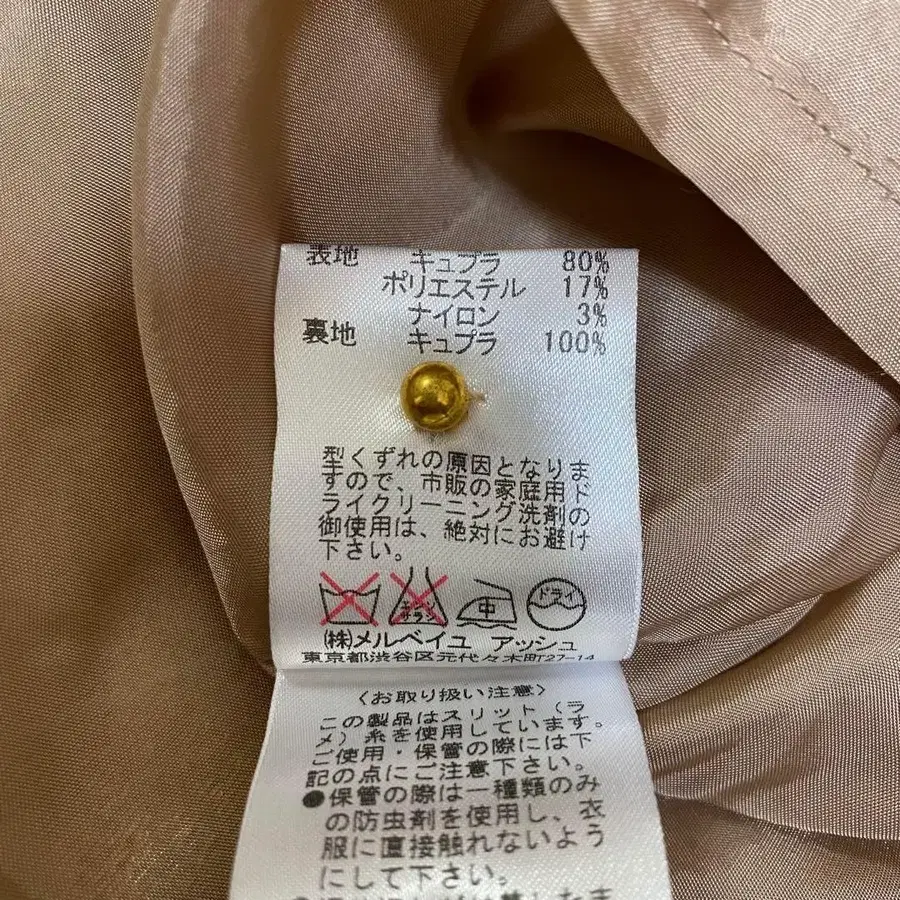 表地 キュプラ 80%
ポリエステル 17%
ナイロン 3%
裏地 キュプラ 100%
型くずれの原因となりま
すので、市販の家庭用ド
ライクリーニング洗剤の
御使用は、絶対にお避け
下さい。
エンソ サラシ 中 ドライ
(株)メルベイユ アッシュ
東京都渋谷区元代々木町27-14
〈お取り扱い注意〉
この製品はスリット(ラ
メ)糸を使用しています。
ご使用・保管の際には下
記の点にご注意下さい。
●保管の際は一種類のみ
の防虫剤を使用し、衣
服に直接触れないよう
にして下さい。